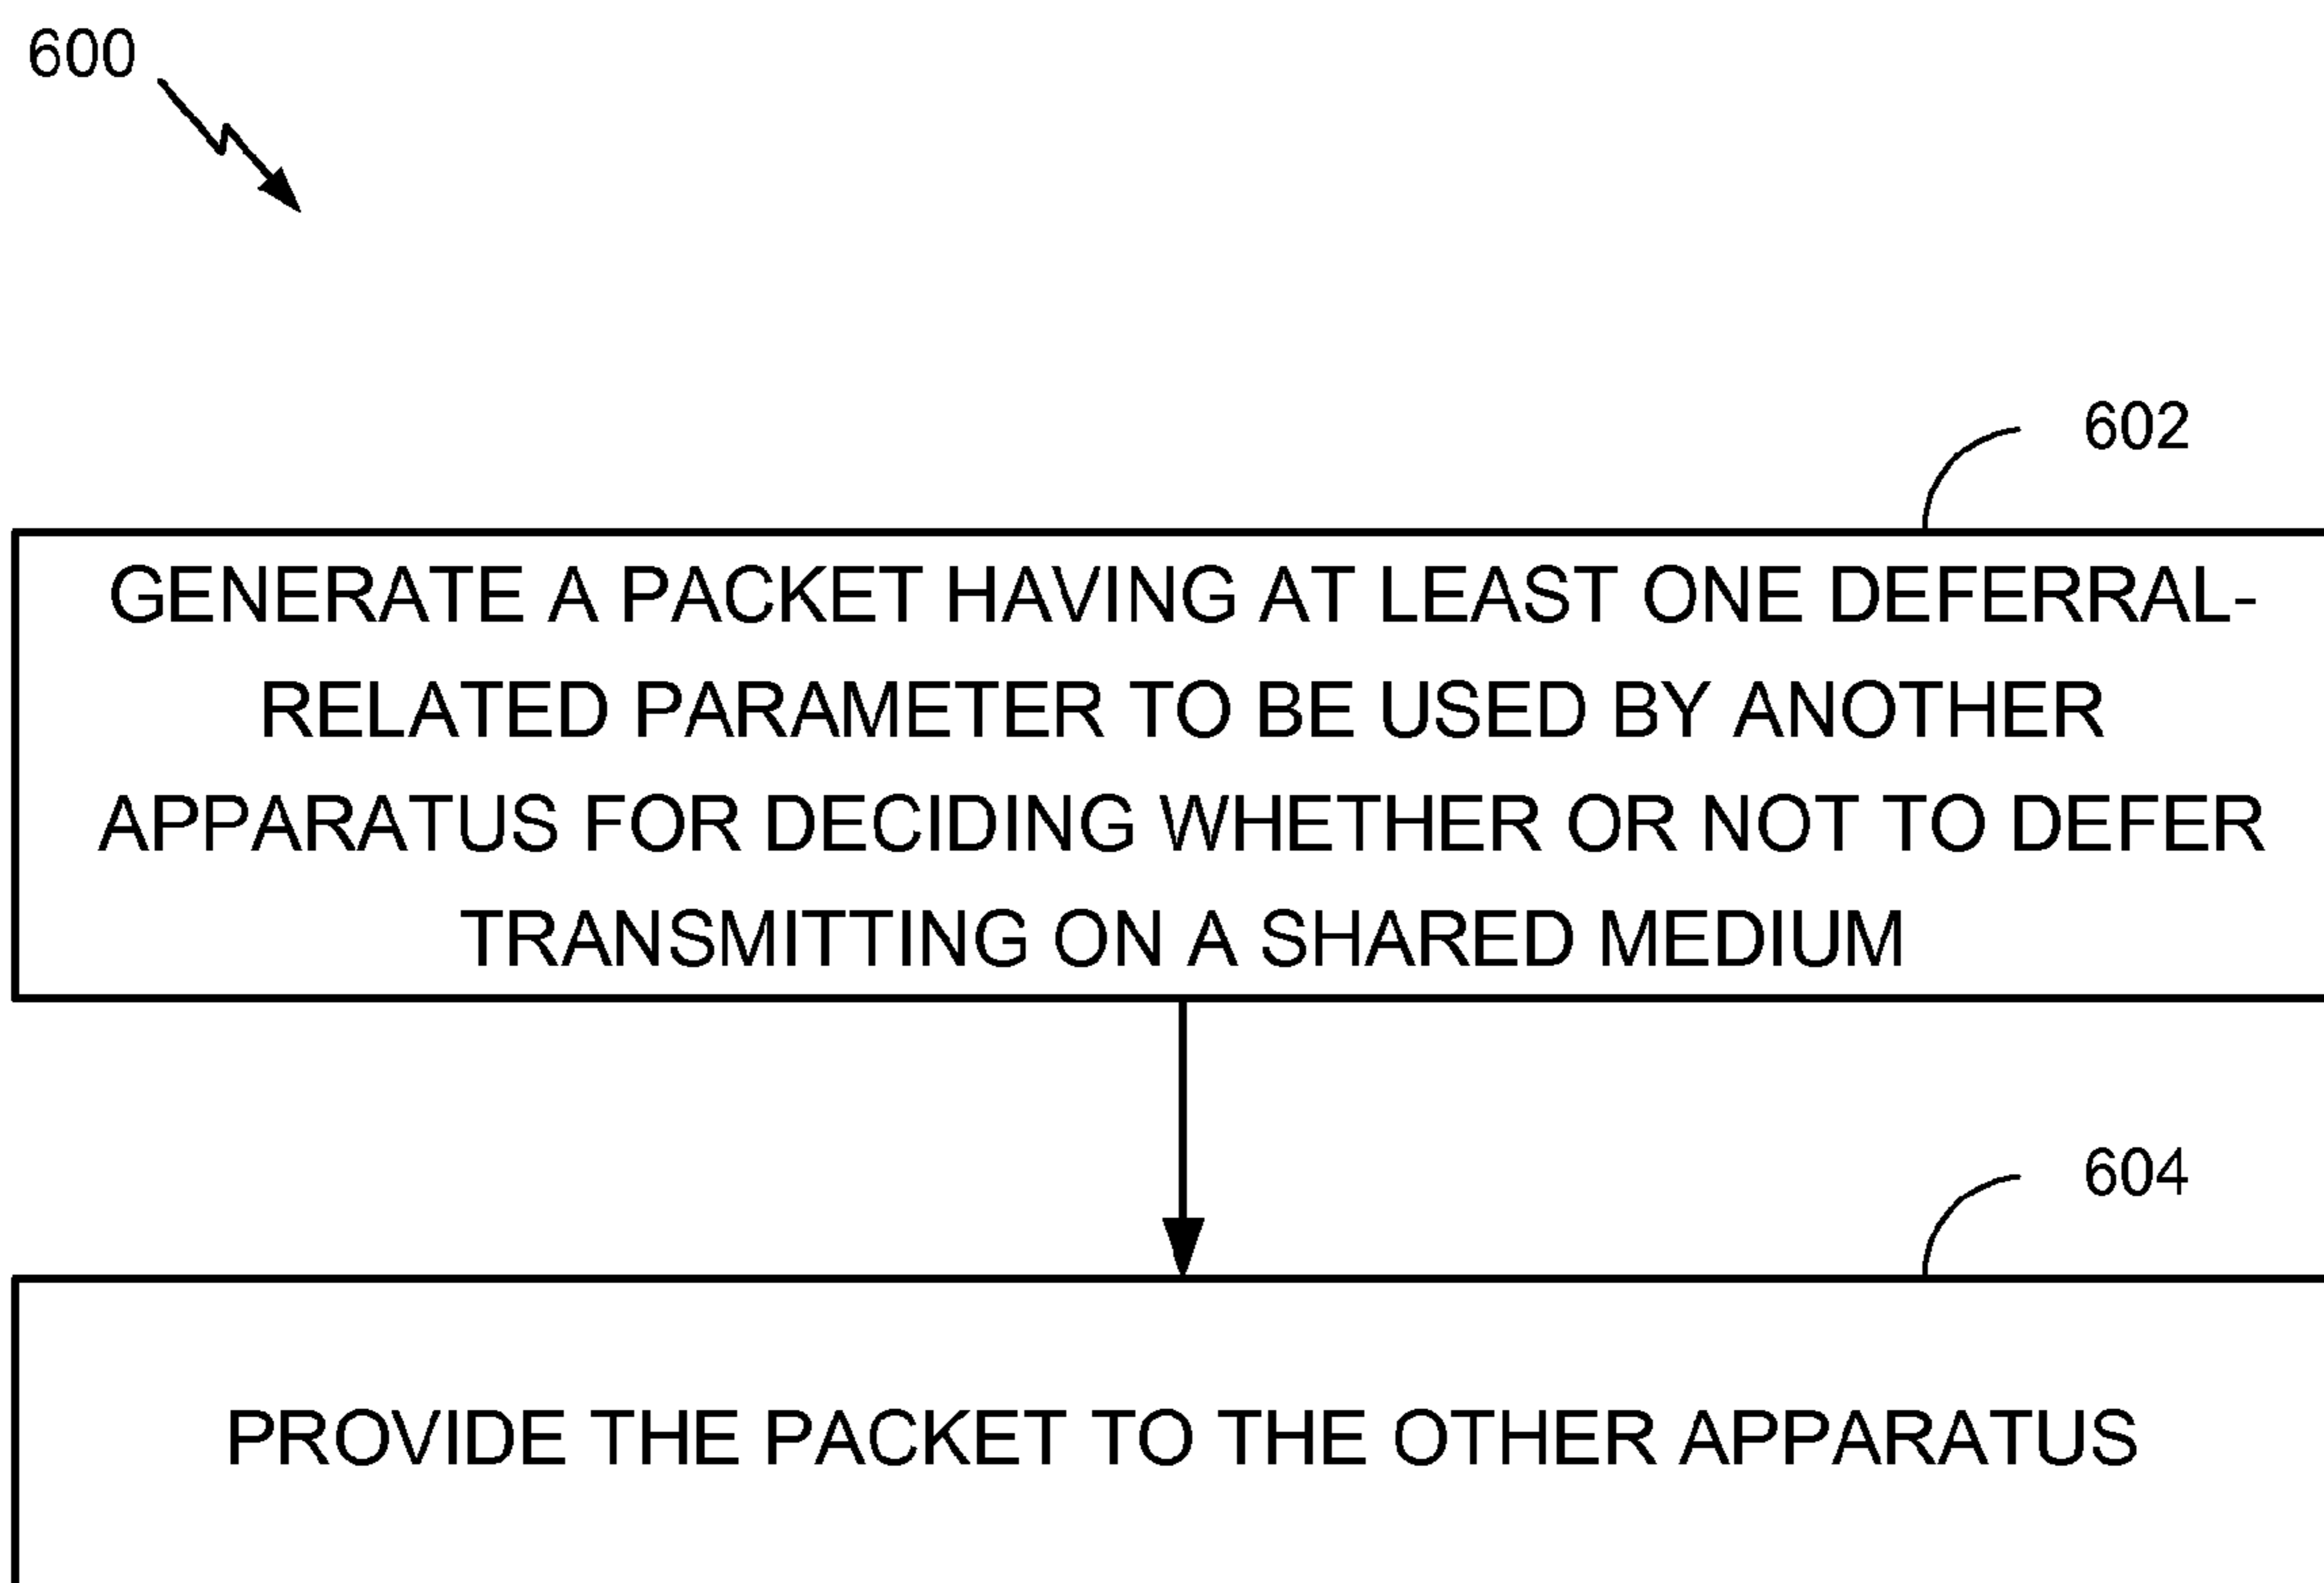 600
602
GENERATE A PACKET HAVING AT LEAST ONE DEFERRAL-
RELATED PARAMETER TO BE USED BY ANOTHER
APPARATUS FOR DECIDING WHETHER OR NOT TO DEFER
TRANSMITTING ON A SHARED MEDIUM
604
PROVIDE THE PACKET TO THE OTHER APPARATUS